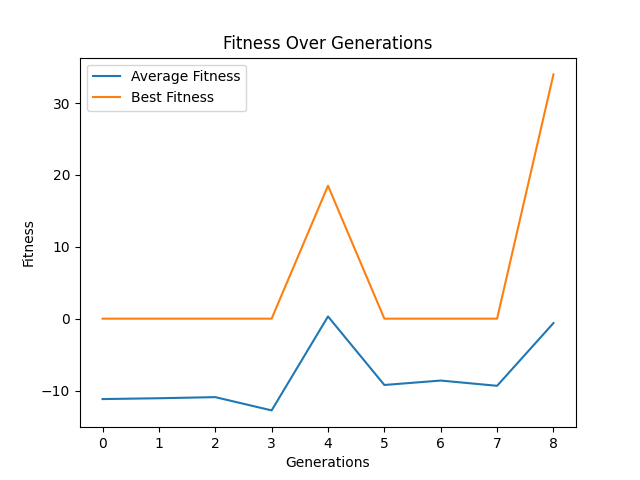 Fitness Over Generations
Average Fitness
Best Fitness
30
20
10
0
−10
Fitness
0 1 2 3 4 5 6 7 8
Generations